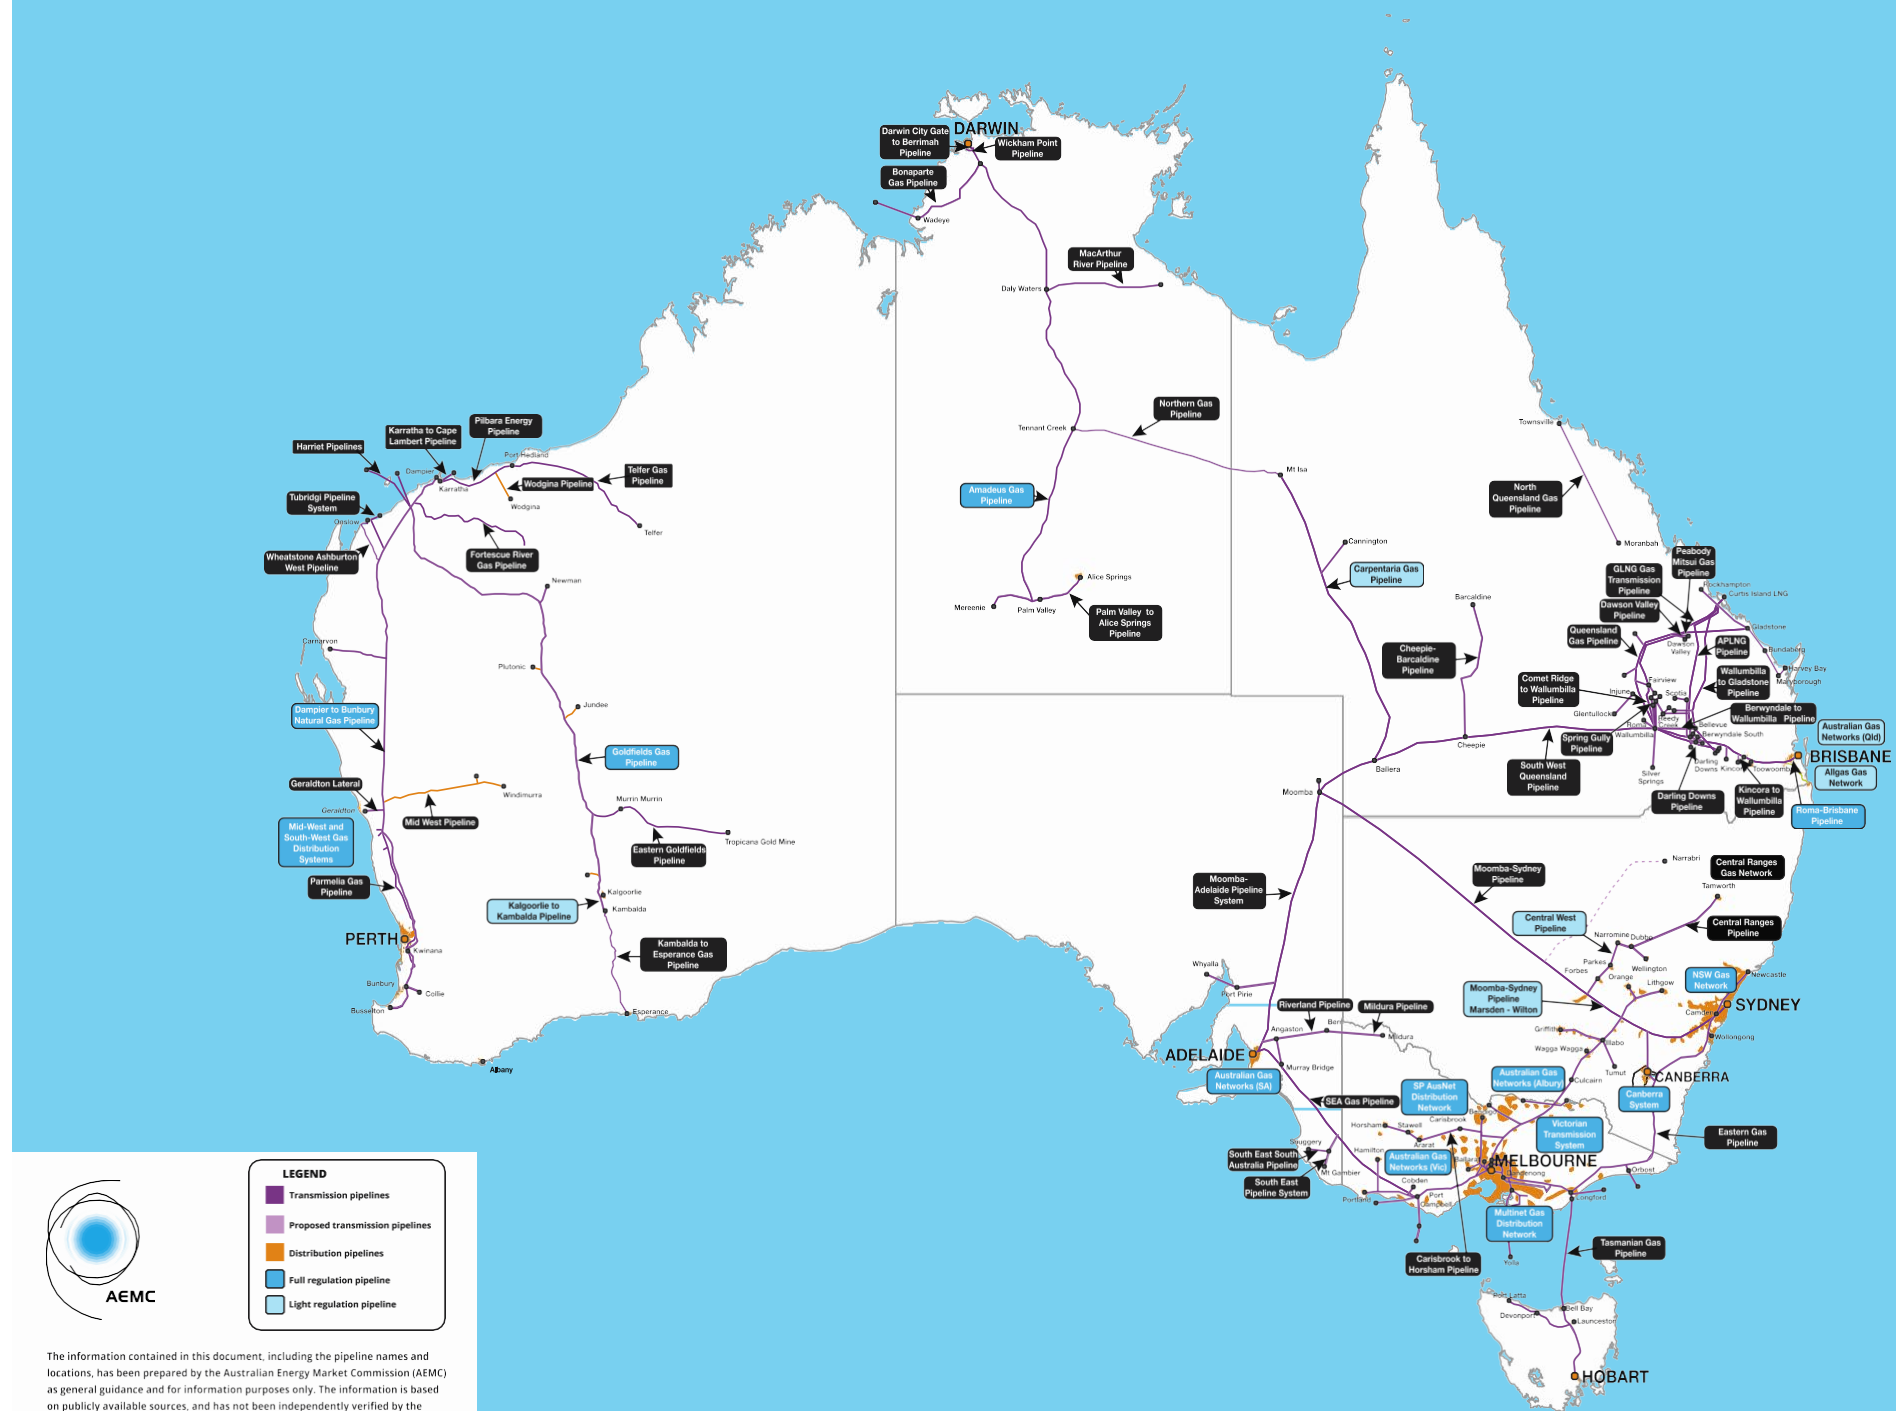 DARWIN
Darwin City Gate
to Berrimah
Pipeline
Wickham Point
Pipeline
Bonaparte
Gas Pipeline
Wadeye
MacArthur
River Pipeline
Daly Waters
Northern Gas
Pipeline
Tennant Creek
Mt Isa
Townsville
Amadeus Gas
Pipeline
North
Queensland Gas
Pipeline
Moranbah
Cannington
Carpentaria Gas
Pipeline
Alice Springs
Mereenie
Palm Valley
Palm Valley to
Alice Springs
Pipeline
Barcaldine
Cheepie-
Barcaldine
Pipeline
Peabody
Mitsui Gas
Pipeline
GLNG Gas
Transmission
Pipeline
Rockhampton
Curtis Island LNG
Dawson Valley
Pipeline
Queensland
Gas Pipeline
Gladstone
Dawson
Valley
APLNG
Pipeline
Bundaberg
Harvey Bay
Maryborough
Wallumbilla
to Gladstone
Pipeline
Comet Ridge
to Wallumbilla
Pipeline
Fairview
Injune
Scotia
Glentulloch
Reedy
Creek
Roma
Wallumbilla
Berwyndale to
Wallumbilla Pipeline
Bellevue
Berwyndale South
Spring Gully
Pipeline
Australian Gas
Networks (Qld)
BRISBANE
Allgas Gas
Network
Cheepie
South West
Queensland
Pipeline
Silver
Springs
Darling
Downs
Kincora
Toowoomba
Darling Downs
Pipeline
Kincora to
Wallumbilla
Pipeline
Roma-Brisbane
Pipeline
Ballera
Moomba
Harriet Pipelines
Karratha to Cape
Lambert Pipeline
Pilbara Energy
Pipeline
Port Hedland
Dampier
Karratha
Wodgina Pipeline
Wodgina
Telfer Gas
Pipeline
Telfer
Tubridgi Pipeline
System
Onslow
Wheatstone Ashburton
West Pipeline
Fortescue River
Gas Pipeline
Newman
Carnarvon
Plutonic
Jundee
Dampier to Bunbury
Natural Gas Pipeline
Goldfields Gas
Pipeline
Geraldton Lateral
Geraldton
Windimurra
Mid West Pipeline
Murrin Murrin
Tropicana Gold Mine
Eastern Goldfields
Pipeline
Mid-West and
South-West Gas
Distribution
Systems
Parmelia Gas
Pipeline
Kalgoorlie
Kambalda
Kalgoorlie to
Kambalda Pipeline
PERTH
Kwinana
Kambalda to
Esperance Gas
Pipeline
Bunbury
Collie
Busselton
Esperance
Albany
Moomba-
Adelaide Pipeline
System
Moomba-Sydney
Pipeline
Narrabri
Central Ranges
Gas Network
Tamworth
Central West
Pipeline
Central Ranges
Pipeline
Narromine
Dubbo
Parkes
Forbes
Wellington
Orange
Lithgow
NSW Gas
Network
Newcastle
SYDNEY
Camden
Wollongong
Moomba-Sydney
Pipeline
Marsden - Wilton
Whyalla
Port Pirie
Riverland Pipeline
Mildura Pipeline
Angaston
Berri
Mildura
Griffith
Wagga Wagga
Illabo
Tumut
Culcairn
ADELAIDE
Murray Bridge
Australian Gas
Networks (SA)
SEA Gas Pipeline
SP AusNet
Distribution
Network
Australian Gas
Networks (Albury)
CANBERRA
Canberra
System
Eastern Gas
Pipeline
Victorian
Transmission
System
Bendigo
Carisbrook
Horsham
Stawell
Ararat
Hamilton
Snuggery
South East South
Australia Pipeline
Mt Gambier
South East
Pipeline System
Australian Gas
Networks (Vic)
Ballarat
MELBOURNE
Dandenong
Orbost
Longford
Cobden
Portland
Port
Campbell
Multinet Gas
Distribution
Network
Yolla
Carisbrook to
Horsham Pipeline
Tasmanian Gas
Pipeline
Port Latta
Devonport
Bell Bay
Launceston
HOBART
LEGEND
Transmission pipelines
Proposed transmission pipelines
Distribution pipelines
Full regulation pipeline
Light regulation pipeline
AEMC
The information contained in this document, including the pipeline names and
locations, has been prepared by the Australian Energy Market Commission (AEMC)
as general guidance and for information purposes only. The information is based
on publicly available sources, and has not been independently verified by the